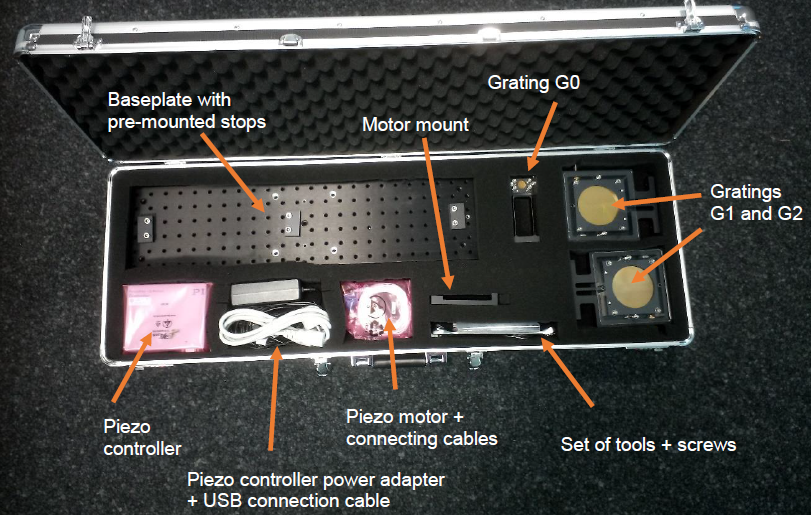 Grating G0
Baseplate with
pre-mounted stops
Motor mount
Gratings
G1 and G2
Piezo
controller
Piezo motor +
connecting cables
Set of tools + screws
Piezo controller power adapter
+ USB connection cable